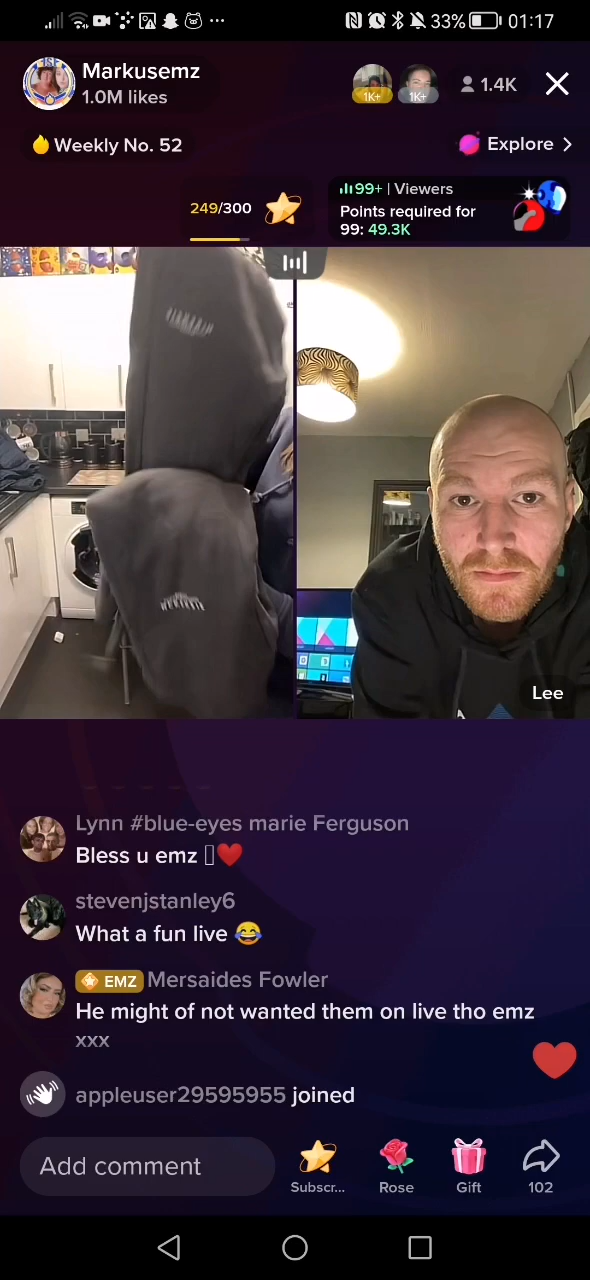 33% 01:17
Markusemz
1.0M likes
1K+ 1K+ 1.4K
Weekly No. 52
Explore >
249/300
99+ | Viewers
Points required for
99: 49.3K
Lee
Lynn #blue-eyes marie Ferguson
Bless u emz ▯❤️
stevenjstanley6
What a fun live 😂
EMZ Mersaides Fowler
He might of not wanted them on live tho emz
xxx
appleuser29595955 joined
Add comment
Subscr... Rose Gift 102